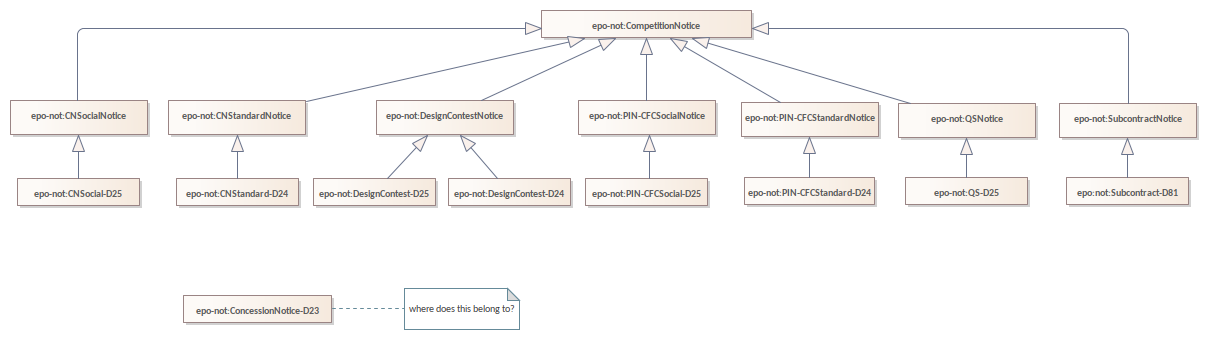 epo-not:CompetitionNotice
epo-not:CNSocialNotice
epo-not:CNStandardNotice
epo-not:DesignContestNotice
epo-not:PIN-CFCSocialNotice
epo-not:PIN-CFCStandardNotice
epo-not:QSNotice
epo-not:SubcontractNotice
epo-not:CNSocial-D25
epo-not:CNStandard-D24
epo-not:DesignContest-D25
epo-not:DesignContest-D24
epo-not:PIN-CFCSocial-D25
epo-not:PIN-CFCStandard-D24
epo-not:QS-D25
epo:not:Subcontract-D81
epo-not:ConcessionNotice-D23
where does this belong to?